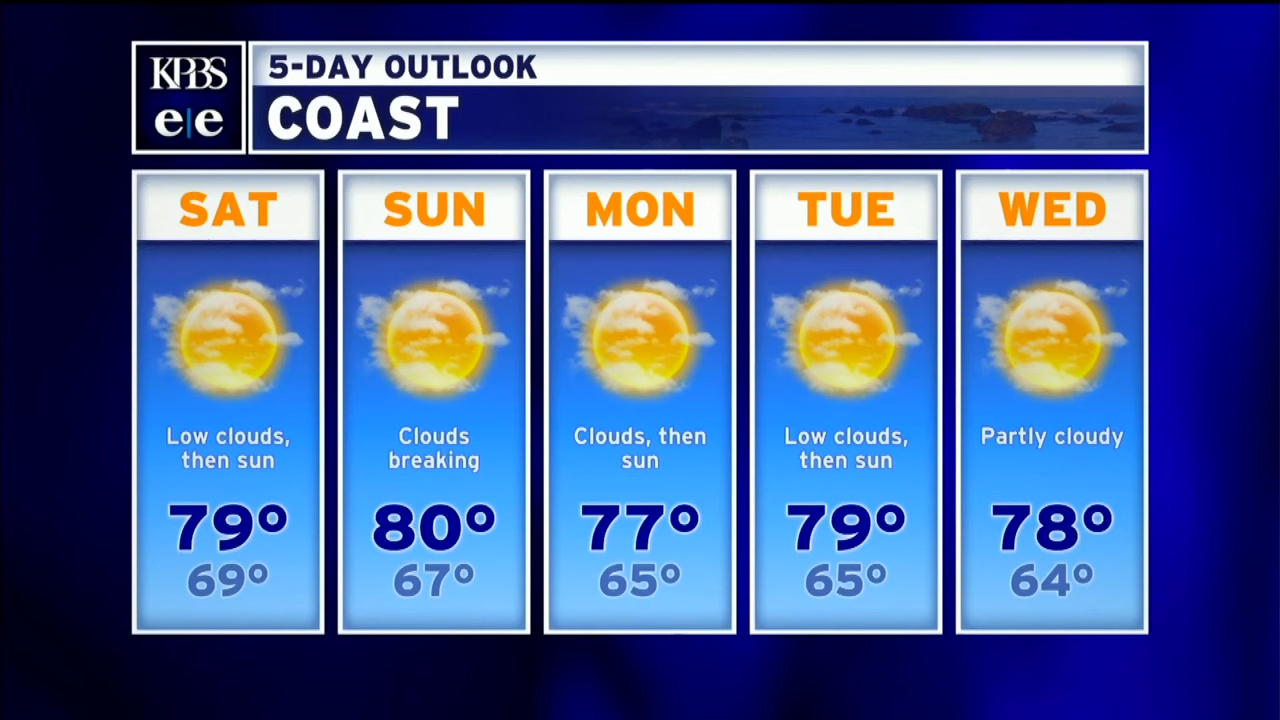 KPBS
e|e
5-DAY OUTLOOK
COAST
SAT
Low clouds,
then sun
79°
69°
SUN
Clouds
breaking
80°
67°
MON
Clouds, then
sun
77°
65°
TUE
Low clouds,
then sun
79°
65°
WED
Partly cloudy
78°
64°